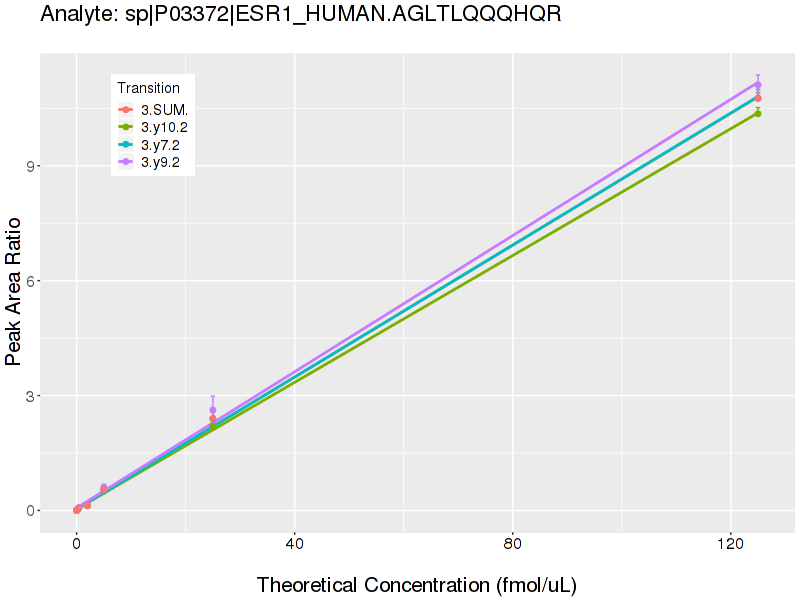 Analyte: sp|P03372|ESR1_HUMAN.AGLTLQQQHQR
Transition
3.SUM.
3.y10.2
3.y7.2
3.y9.2
9
6
3
0
Peak Area Ratio
0
40
80
120
Theoretical Concentration (fmol/uL)